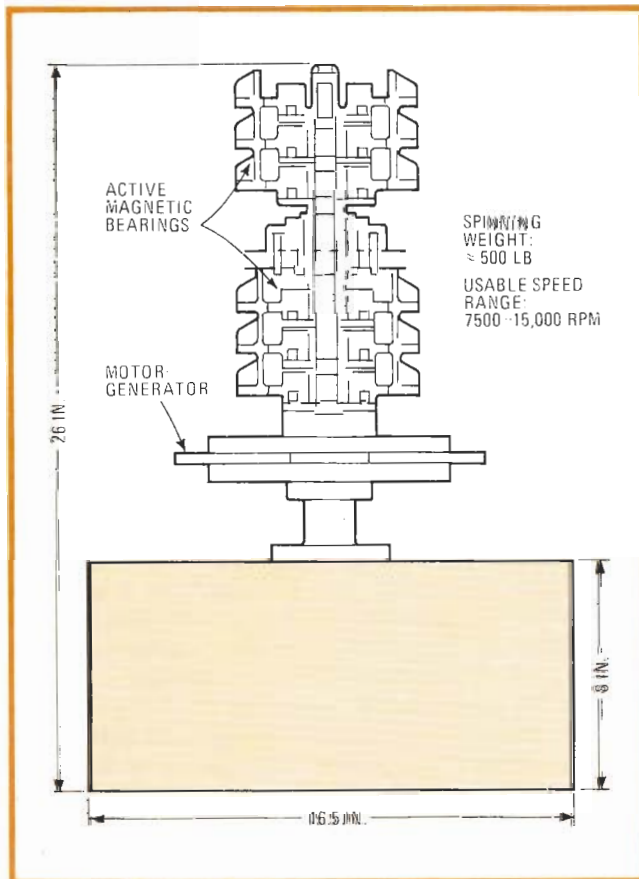 ACTIVE
MAGNETIC
BEARINGS
SPINNING
WEIGHT:
≈ 500 LB
USABLE SPEED
RANGE:
7500-15,000 RPM
MOTOR-
GENERATOR
26 IN.
8 IN.
16.5 IN.